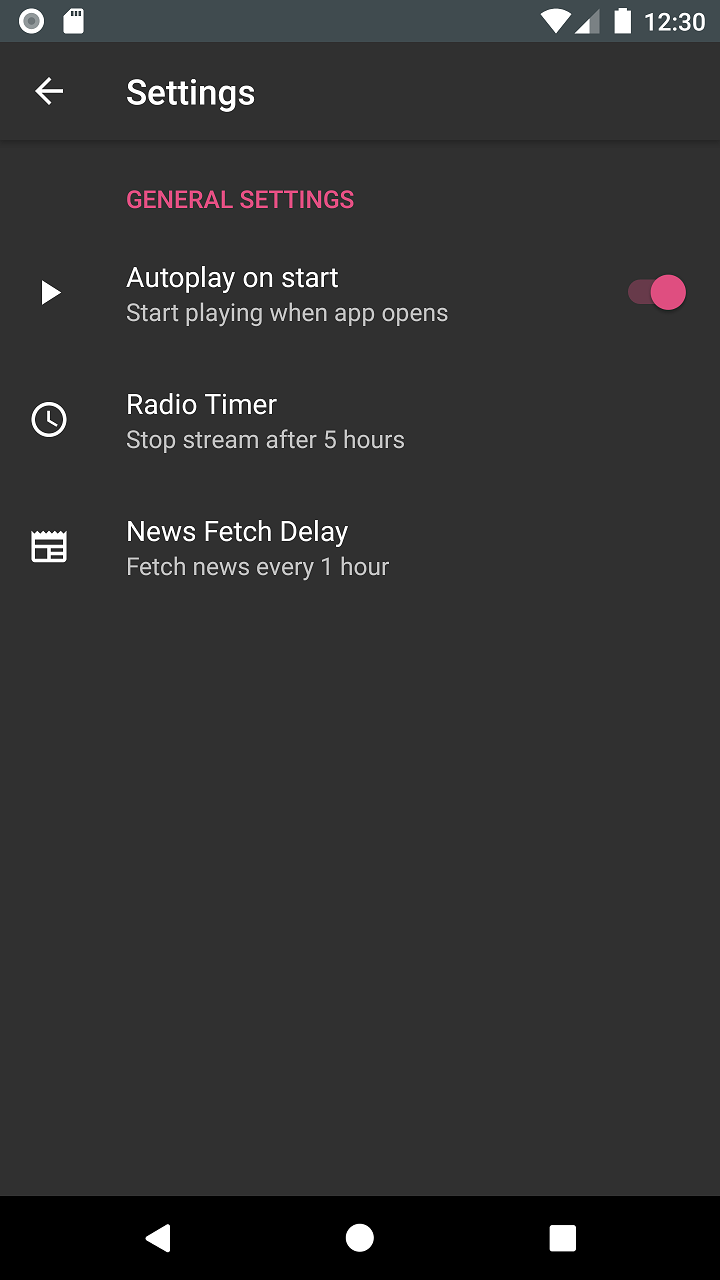 12:30
Settings
GENERAL SETTINGS
Autoplay on start
Start playing when app opens
Radio Timer
Stop stream after 5 hours
News Fetch Delay
Fetch news every 1 hour